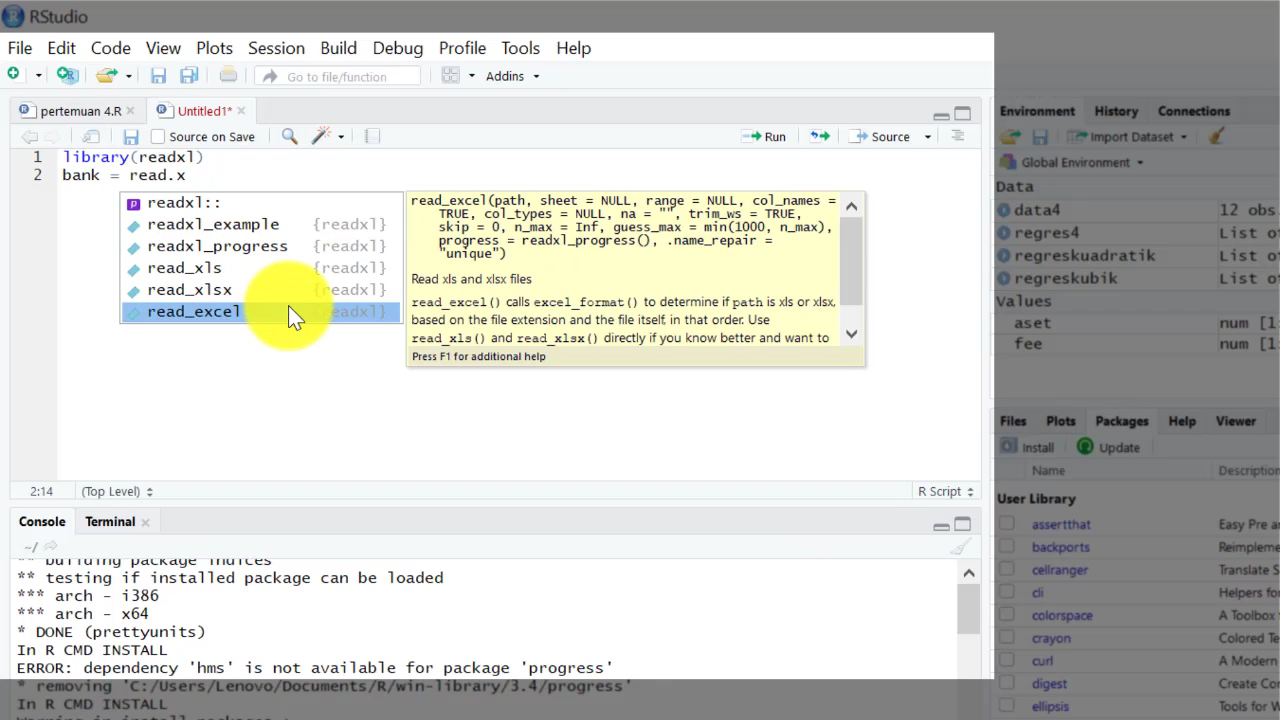 RStudio
File Edit Code View Plots Session Build Debug Profile Tools Help
Go to file/function Addins
pertemuan 4.R Untitled1*
Source on Save Run Source
1 library(readxl)
2 bank = read.x
readxl::
readxl_example {readxl}
readxl_progress {readxl}
read_xls {readxl}
read_xlsx {readxl}
read_excel {readxl}
read_excel(path, sheet = NULL, range = NULL, col_names =
TRUE, col_types = NULL, na = "", trim_ws = TRUE,
skip = 0, n_max = Inf, guess_max = min(1000, n_max),
progress = readxl_progress(), .name_repair =
"unique")
Read xls and xlsx files
read_excel() calls excel_format() to determine if path is xls or xlsx,
based on the file extension and the file itself, in that order. Use
read_xls() and read_xlsx() directly if you know better and want to
Press F1 for additional help
2:14 (Top Level) R Script
Console Terminal
~/
** building package indices
** testing if installed package can be loaded
*** arch - i386
*** arch - x64
* DONE (prettyunits)
In R CMD INSTALL
ERROR: dependency 'hms' is not available for package 'progress'
* removing 'C:/Users/Lenovo/Documents/R/win-library/3.4/progress'
In R CMD INSTALL
Environment History Connections
Import Dataset
Global Environment
Data
data4 12 obs
regres4 List of
regreskuadratik List of
regreskubik List of
Values
aset num [1:
fee num [1:
Files Plots Packages Help Viewer
Install Update
Name Description
User Library
assertthat Easy Pre a
backports Reimpleme
cellranger Translate S
cli Helpers for
colorspace A Toolbox
crayon Colored Te
curl A Modern
digest Create Co
ellipsis Tools for W